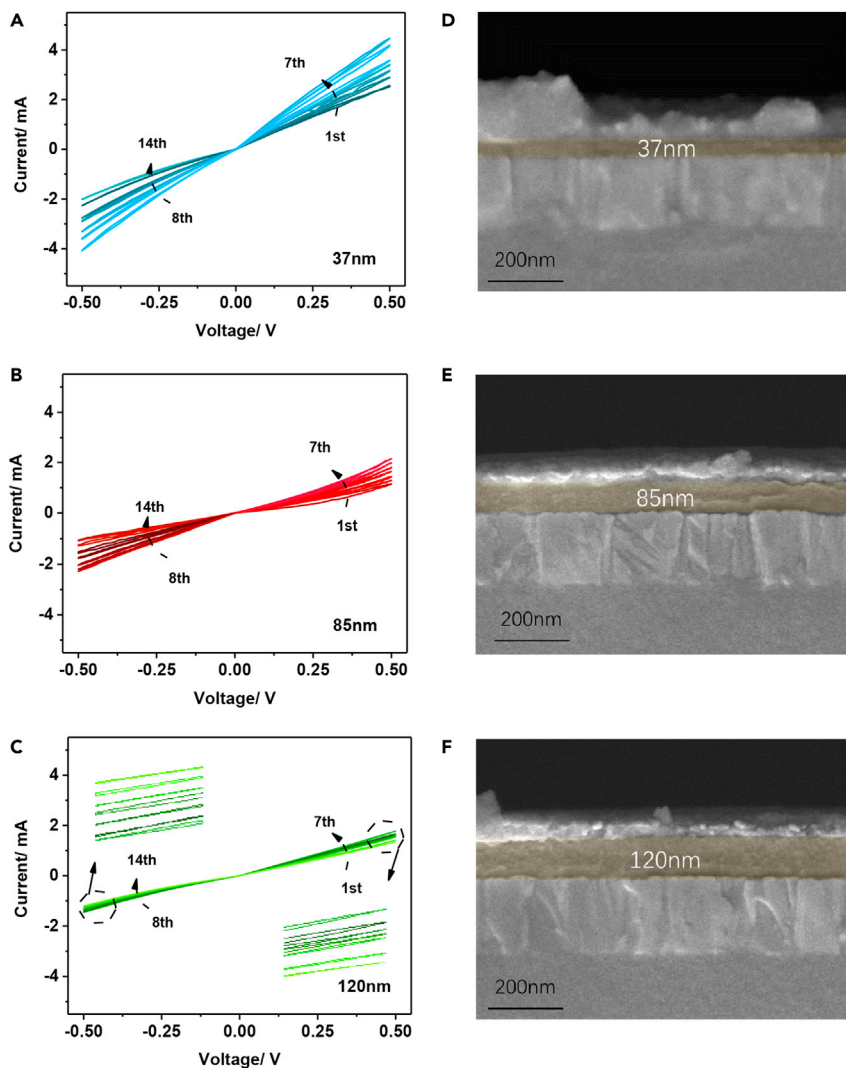 A
Current/ mA
4
2
0
-2
-4
7th
1st
14th
8th
37nm
-0.50
-0.25
0.00
0.25
0.50
Voltage/ V
D
37nm
200nm
B
Current/ mA
4
2
0
-2
-4
7th
1st
14th
8th
85nm
-0.50
-0.25
0.00
0.25
0.50
Voltage/ V
E
85nm
200nm
C
Current/ mA
4
2
0
-2
-4
7th
1st
14th
8th
120nm
-0.50
-0.25
0.00
0.25
0.50
Voltage/ V
F
120nm
200nm